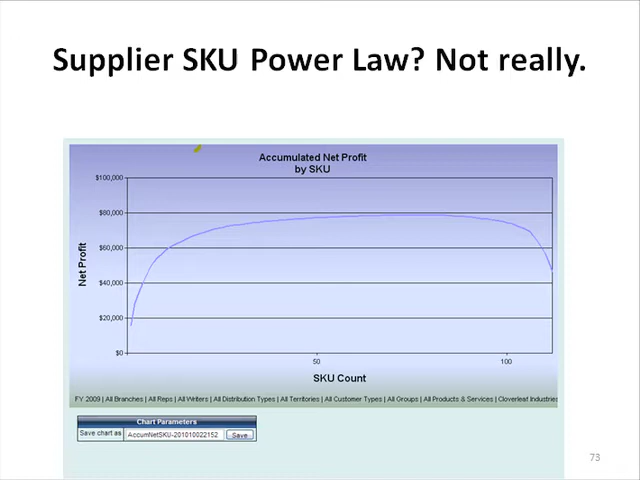 Supplier SKU Power Law? Not really.
Accumulated Net Profit
by SKU
$100,000
$80,000
$60,000
$40,000
$20,000
$0
Net Profit
50
100
SKU Count
FY 2009 | All Branches | All Reps | All Writers | All Distribution Types | All Territories | All Customer Types | All Groups | All Products & Services | Cloverleaf Industries
Chart Parameters
Save chart as AccumNetSKU-201010022152 Save
73